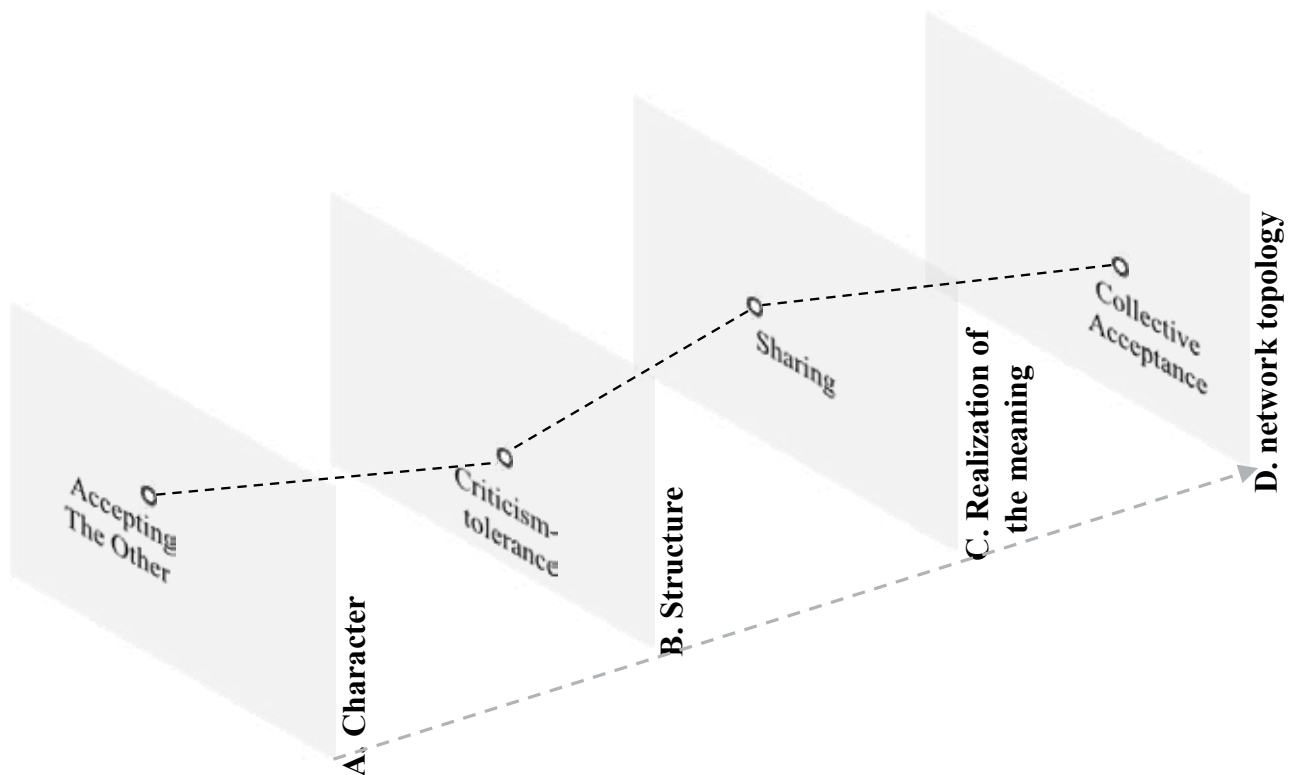 Accepting
The Other
A. Character
Criticism-
tolerance
B. Structure
Sharing
C. Realization of
the meaning
Collective
Acceptance
D. network topology